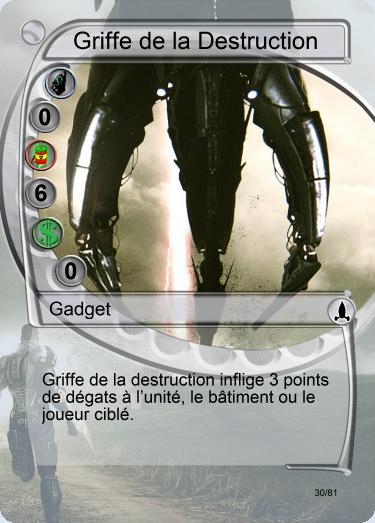 Griffe de la Destruction
0
6
$
0
Gadget
Griffe de la destruction inflige 3 points
de dégats à l'unité, le bâtiment ou le
joueur ciblé.
30/81